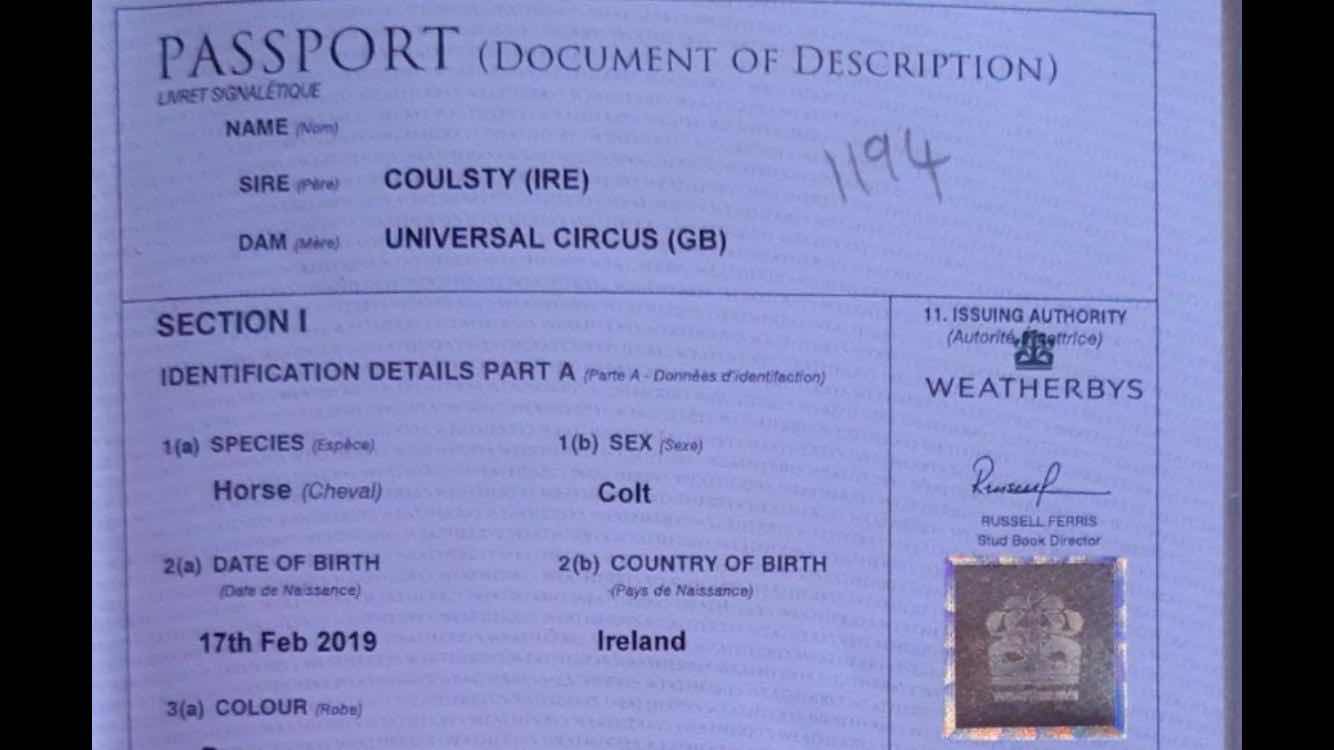 PASSPORT (DOCUMENT OF DESCRIPTION)
LIVRET SIGNALÉTIQUE
NAME (Nom)
1194
SIRE (Père) COULSTY (IRE)
DAM (Mère) UNIVERSAL CIRCUS (GB)
SECTION I
IDENTIFICATION DETAILS PART A (Partie A - Données d'identifaction)
1(a) SPECIES (Espèce)
1(b) SEX (Sexe)
Horse (Cheval)
Colt
2(a) DATE OF BIRTH
(Date de Naissance)
2(b) COUNTRY OF BIRTH
(Pays de Naissance)
17th Feb 2019
Ireland
3(a) COLOUR (Robe)
11. ISSUING AUTHORITY
(Autorité
WEATHERBYS
RUSSELL FERRIS
Stud Book Director